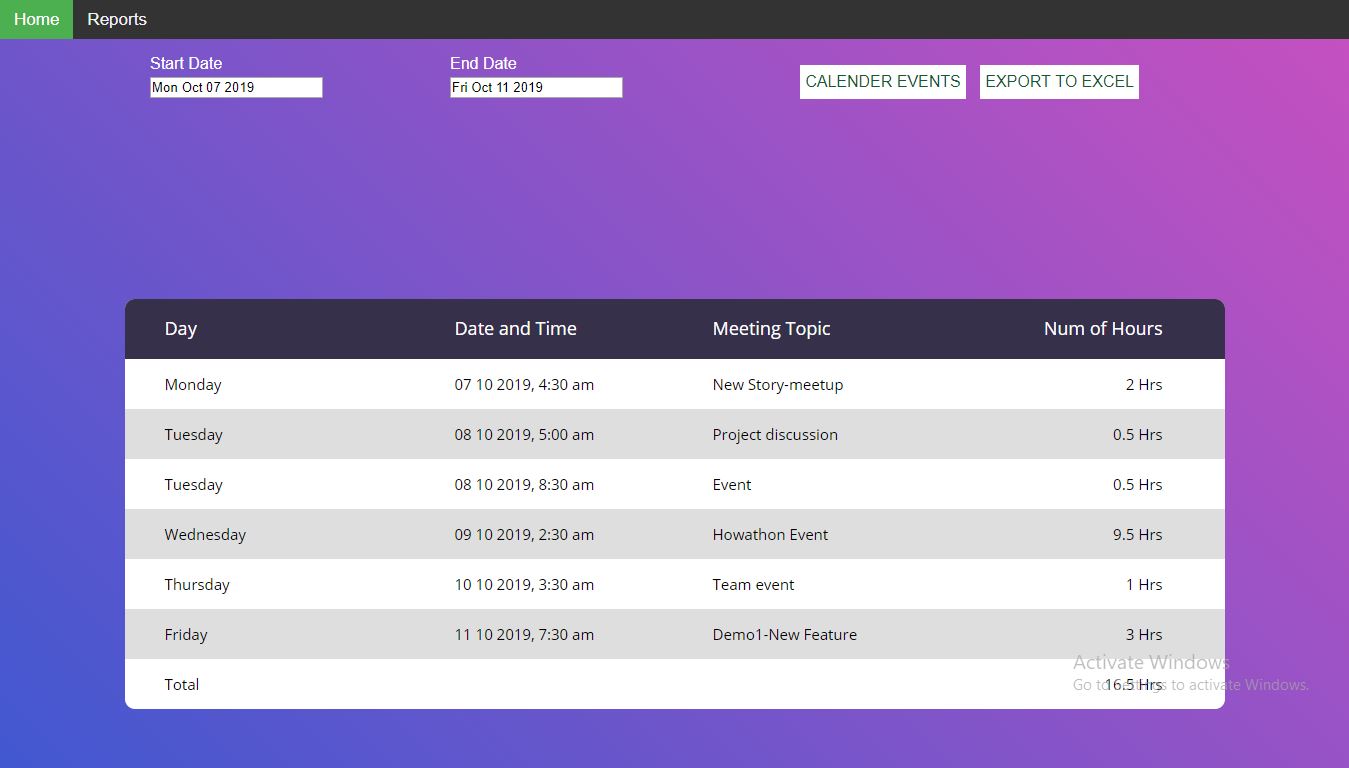 Home Reports
Start Date End Date
Mon Oct 07 2019 Fri Oct 11 2019
CALENDER EVENTS EXPORT TO EXCEL
Day Date and Time Meeting Topic Num of Hours
Monday 07 10 2019, 4:30 am New Story-meetup 2 Hrs
Tuesday 08 10 2019, 5:00 am Project discussion 0.5 Hrs
Tuesday 08 10 2019, 8:30 am Event 0.5 Hrs
Wednesday 09 10 2019, 2:30 am Howathon Event 9.5 Hrs
Thursday 10 10 2019, 3:30 am Team event 1 Hrs
Friday 11 10 2019, 7:30 am Demo1-New Feature 3 Hrs
Activate Windows
Total 16.5 Hrs
Go to Settings to activate Windows.